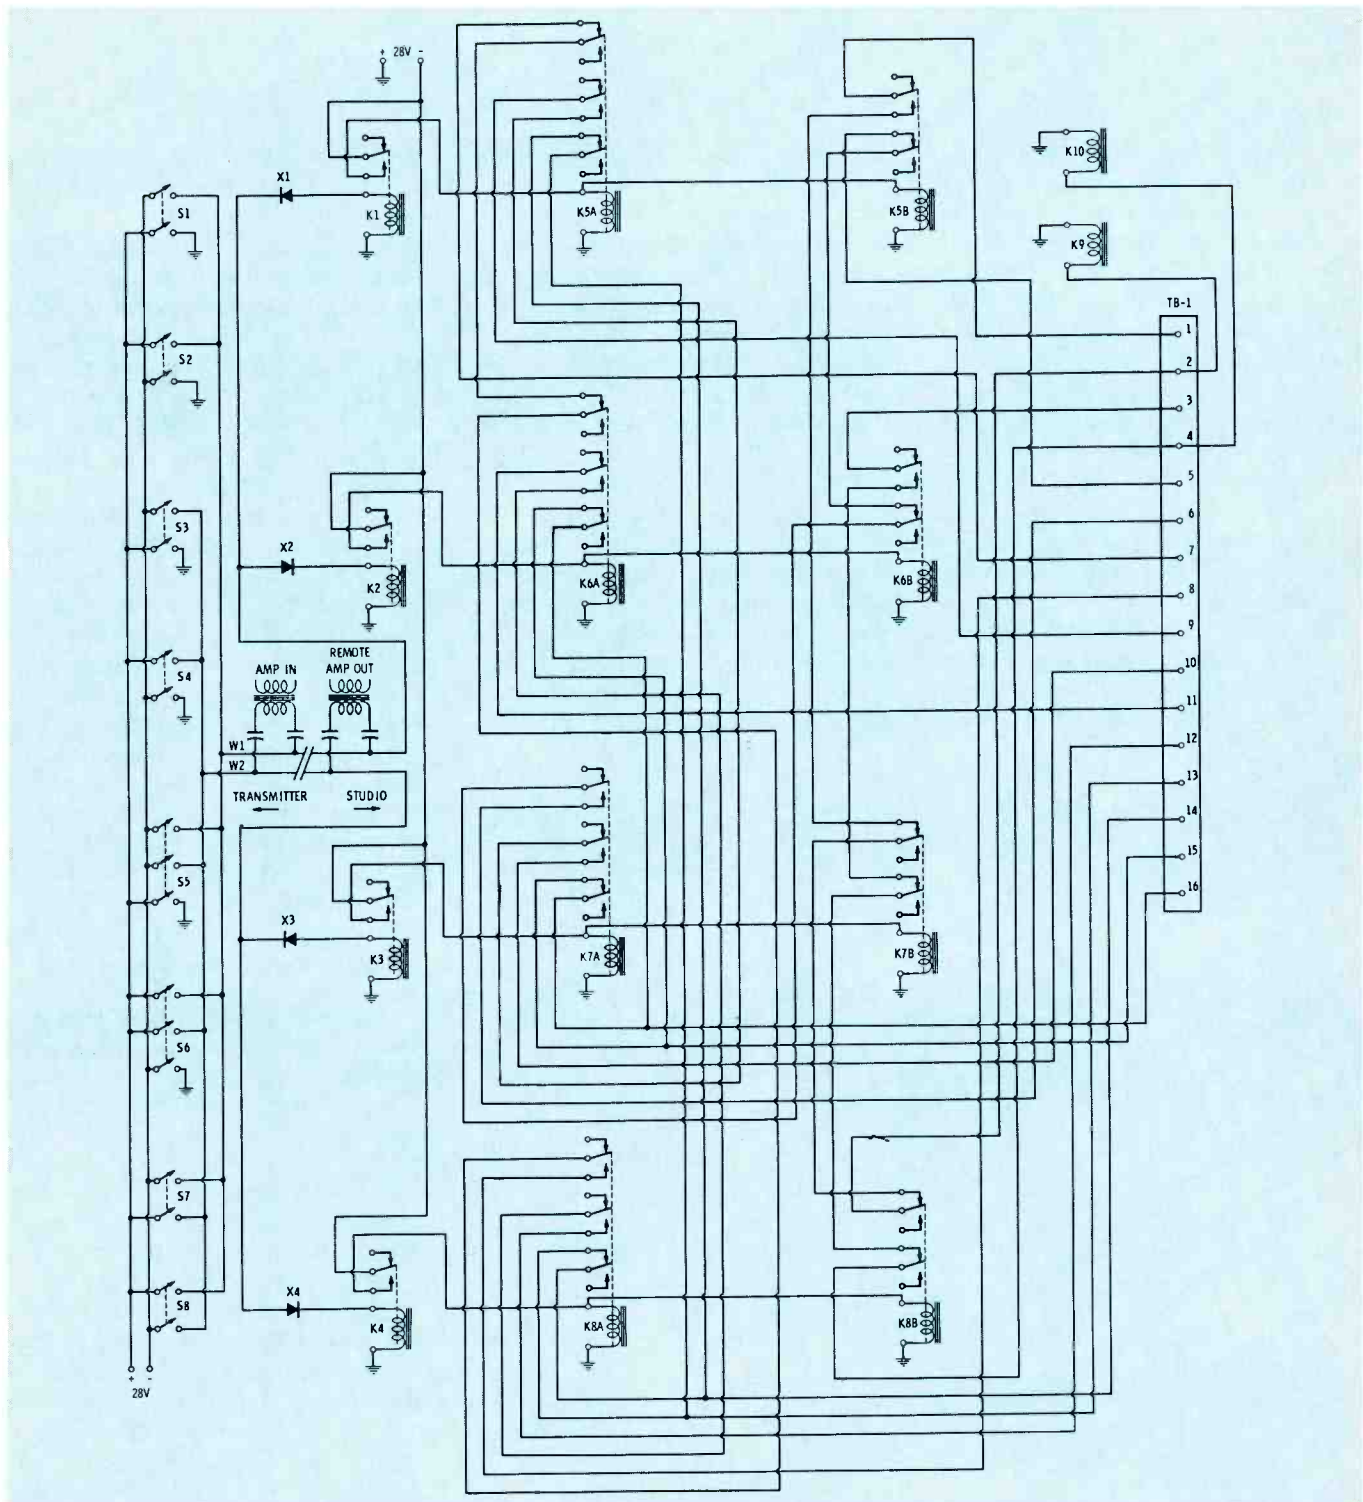 + 28V -
X1
S1
K1
K5A
K5B
K10
K9
TB-1
1
2
3
4
5
6
7
8
9
10
11
12
13
14
15
16
S2
S3
X2
K2
K6A
K6B
S4
AMP IN
REMOTE
AMP OUT
W1
W2
TRANSMITTER
STUDIO
S5
X3
K3
K7A
K7B
S6
S7
S8
X4
K4
K8A
K8B
+ -
28V